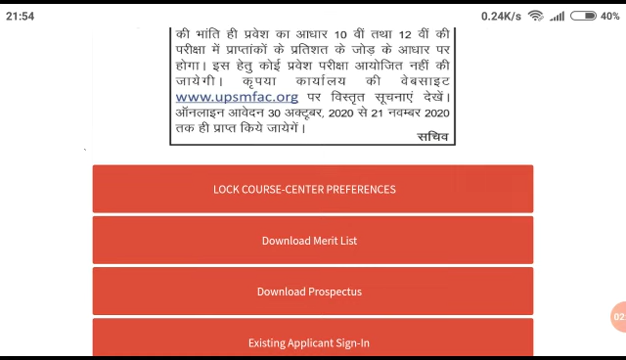 21:54
0.24K/s
40%
की भांति ही प्रवेश का आधार 10 वीं तथा 12 वीं की
परीक्षा में प्राप्तांकों के प्रतिशत के जोड़ के आधार पर
होगा। इस हेतु कोई प्रवेश परीक्षा आयोजित नहीं की
जायेगी। कृपया कार्यालय की वेबसाइट
www.upsmfac.org पर विस्तृत सूचनाएं देखें।
ऑनलाइन आवेदन 30 अक्टूबर, 2020 से 21 नवम्बर 2020
तक ही प्राप्त किये जायेगें।
सचिव
LOCK COURSE-CENTER PREFERENCES
Download Merit List
Download Prospectus
02:
Existing Applicant Sign-In